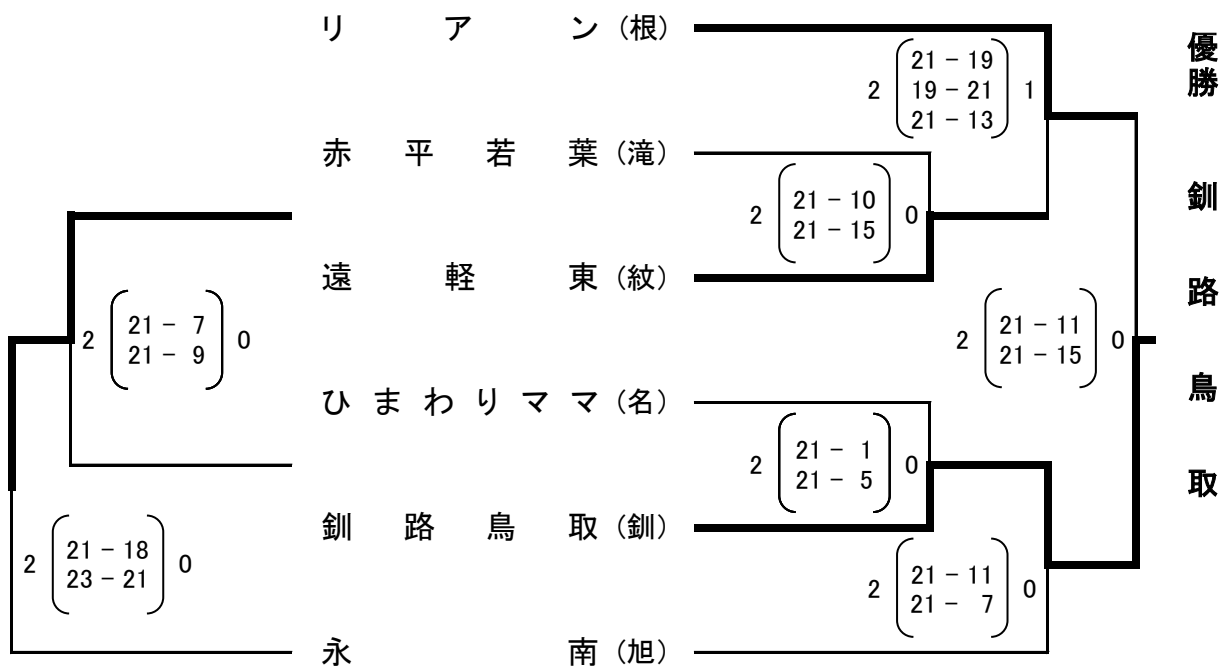 リアン（根）
2 21 － 19 1
19 － 21
21 － 13
赤平若葉（滝）
2 21 － 10 0
21 － 15
遠軽東（紋）
2 21 － 7 0
21 － 9
2 21 － 11 0
21 － 15
ひまわりママ（名）
2 21 － 1 0
21 － 5
釧路鳥取（釧）
2 21 － 18 0
23 － 21
2 21 － 11 0
21 － 7
永南（旭）
優勝 釧路鳥取